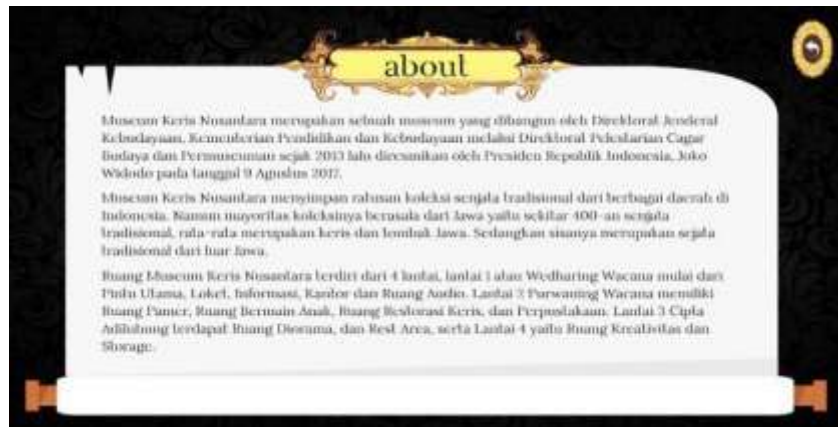 about
Museum Keris Nusantara merupakan sebuah museum yang dibangun oleh Direktorat Jenderal
Kebudayaan, Kementerian Pendidikan dan Kebudayaan melalui Direktorat Pelestarian Cagar
Budaya dan Permuseuman sejak 2013 lalu diresmikan oleh Presiden Republik Indonesia, Joko
Widodo pada tanggal 9 Agustus 2017.
Museum Keris Nusantara menyimpan ratusan koleksi senjata tradisional dari berbagai daerah di
Indonesia. Namun mayoritas koleksinya berasala dari Jawa yaitu sekitar 400-an senjata
tradisional, rata-rata merupakan keris dan tombak Jawa. Sedangkan sisanya merupakan sejata
tradisional dari luar Jawa.
Ruang Museum Keris Nusantara terdiri dari 4 lantai, lantai 1 atau Wedharing Wacana mulai dari
Pintu Utama, Loket, Informasi, Kantor dan Ruang Audio. Lantai 2 Purwaning Wacana memiliki
Ruang Pamer, Ruang Bermain Anak, Ruang Restorasi Keris, dan Perpustakaan. Lantai 3 Cipta
Adiluhung terdapat Ruang Diorama, dan Rest Area, serta Lantai 4 yaitu Ruang Kreativitas dan
Storage.